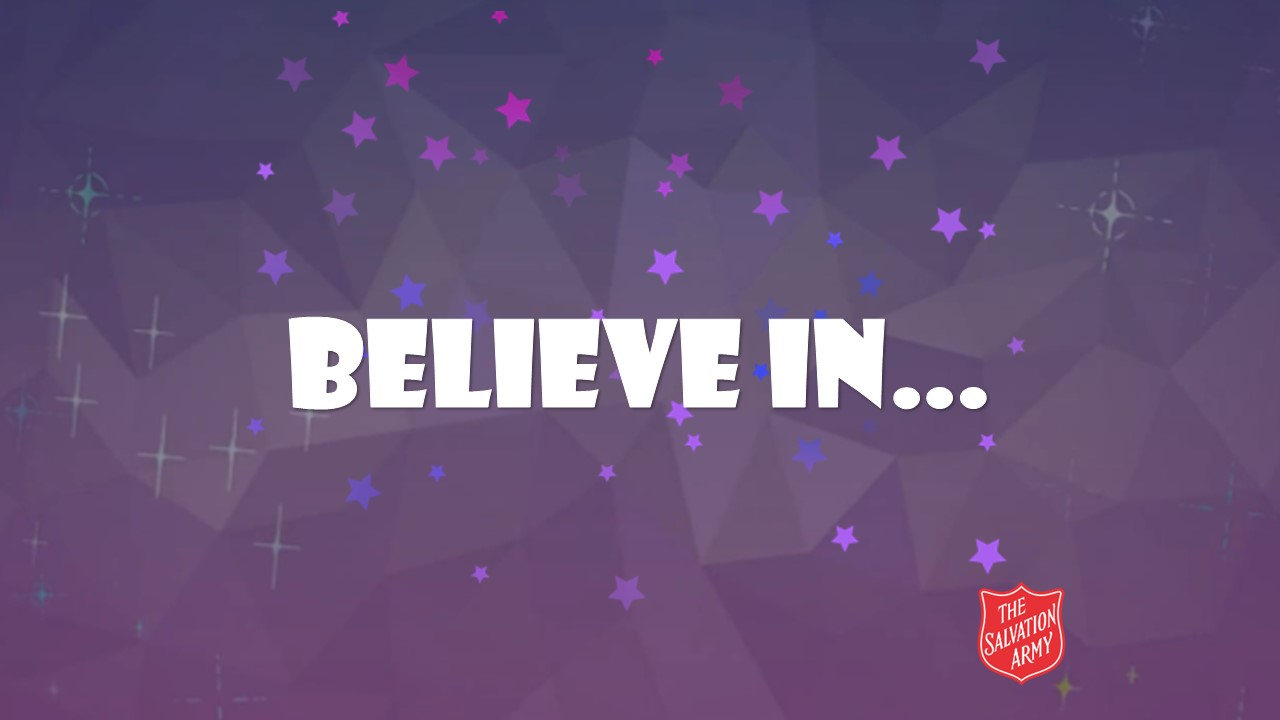 BELIEVE IN...
THE
SALVATION
ARMY